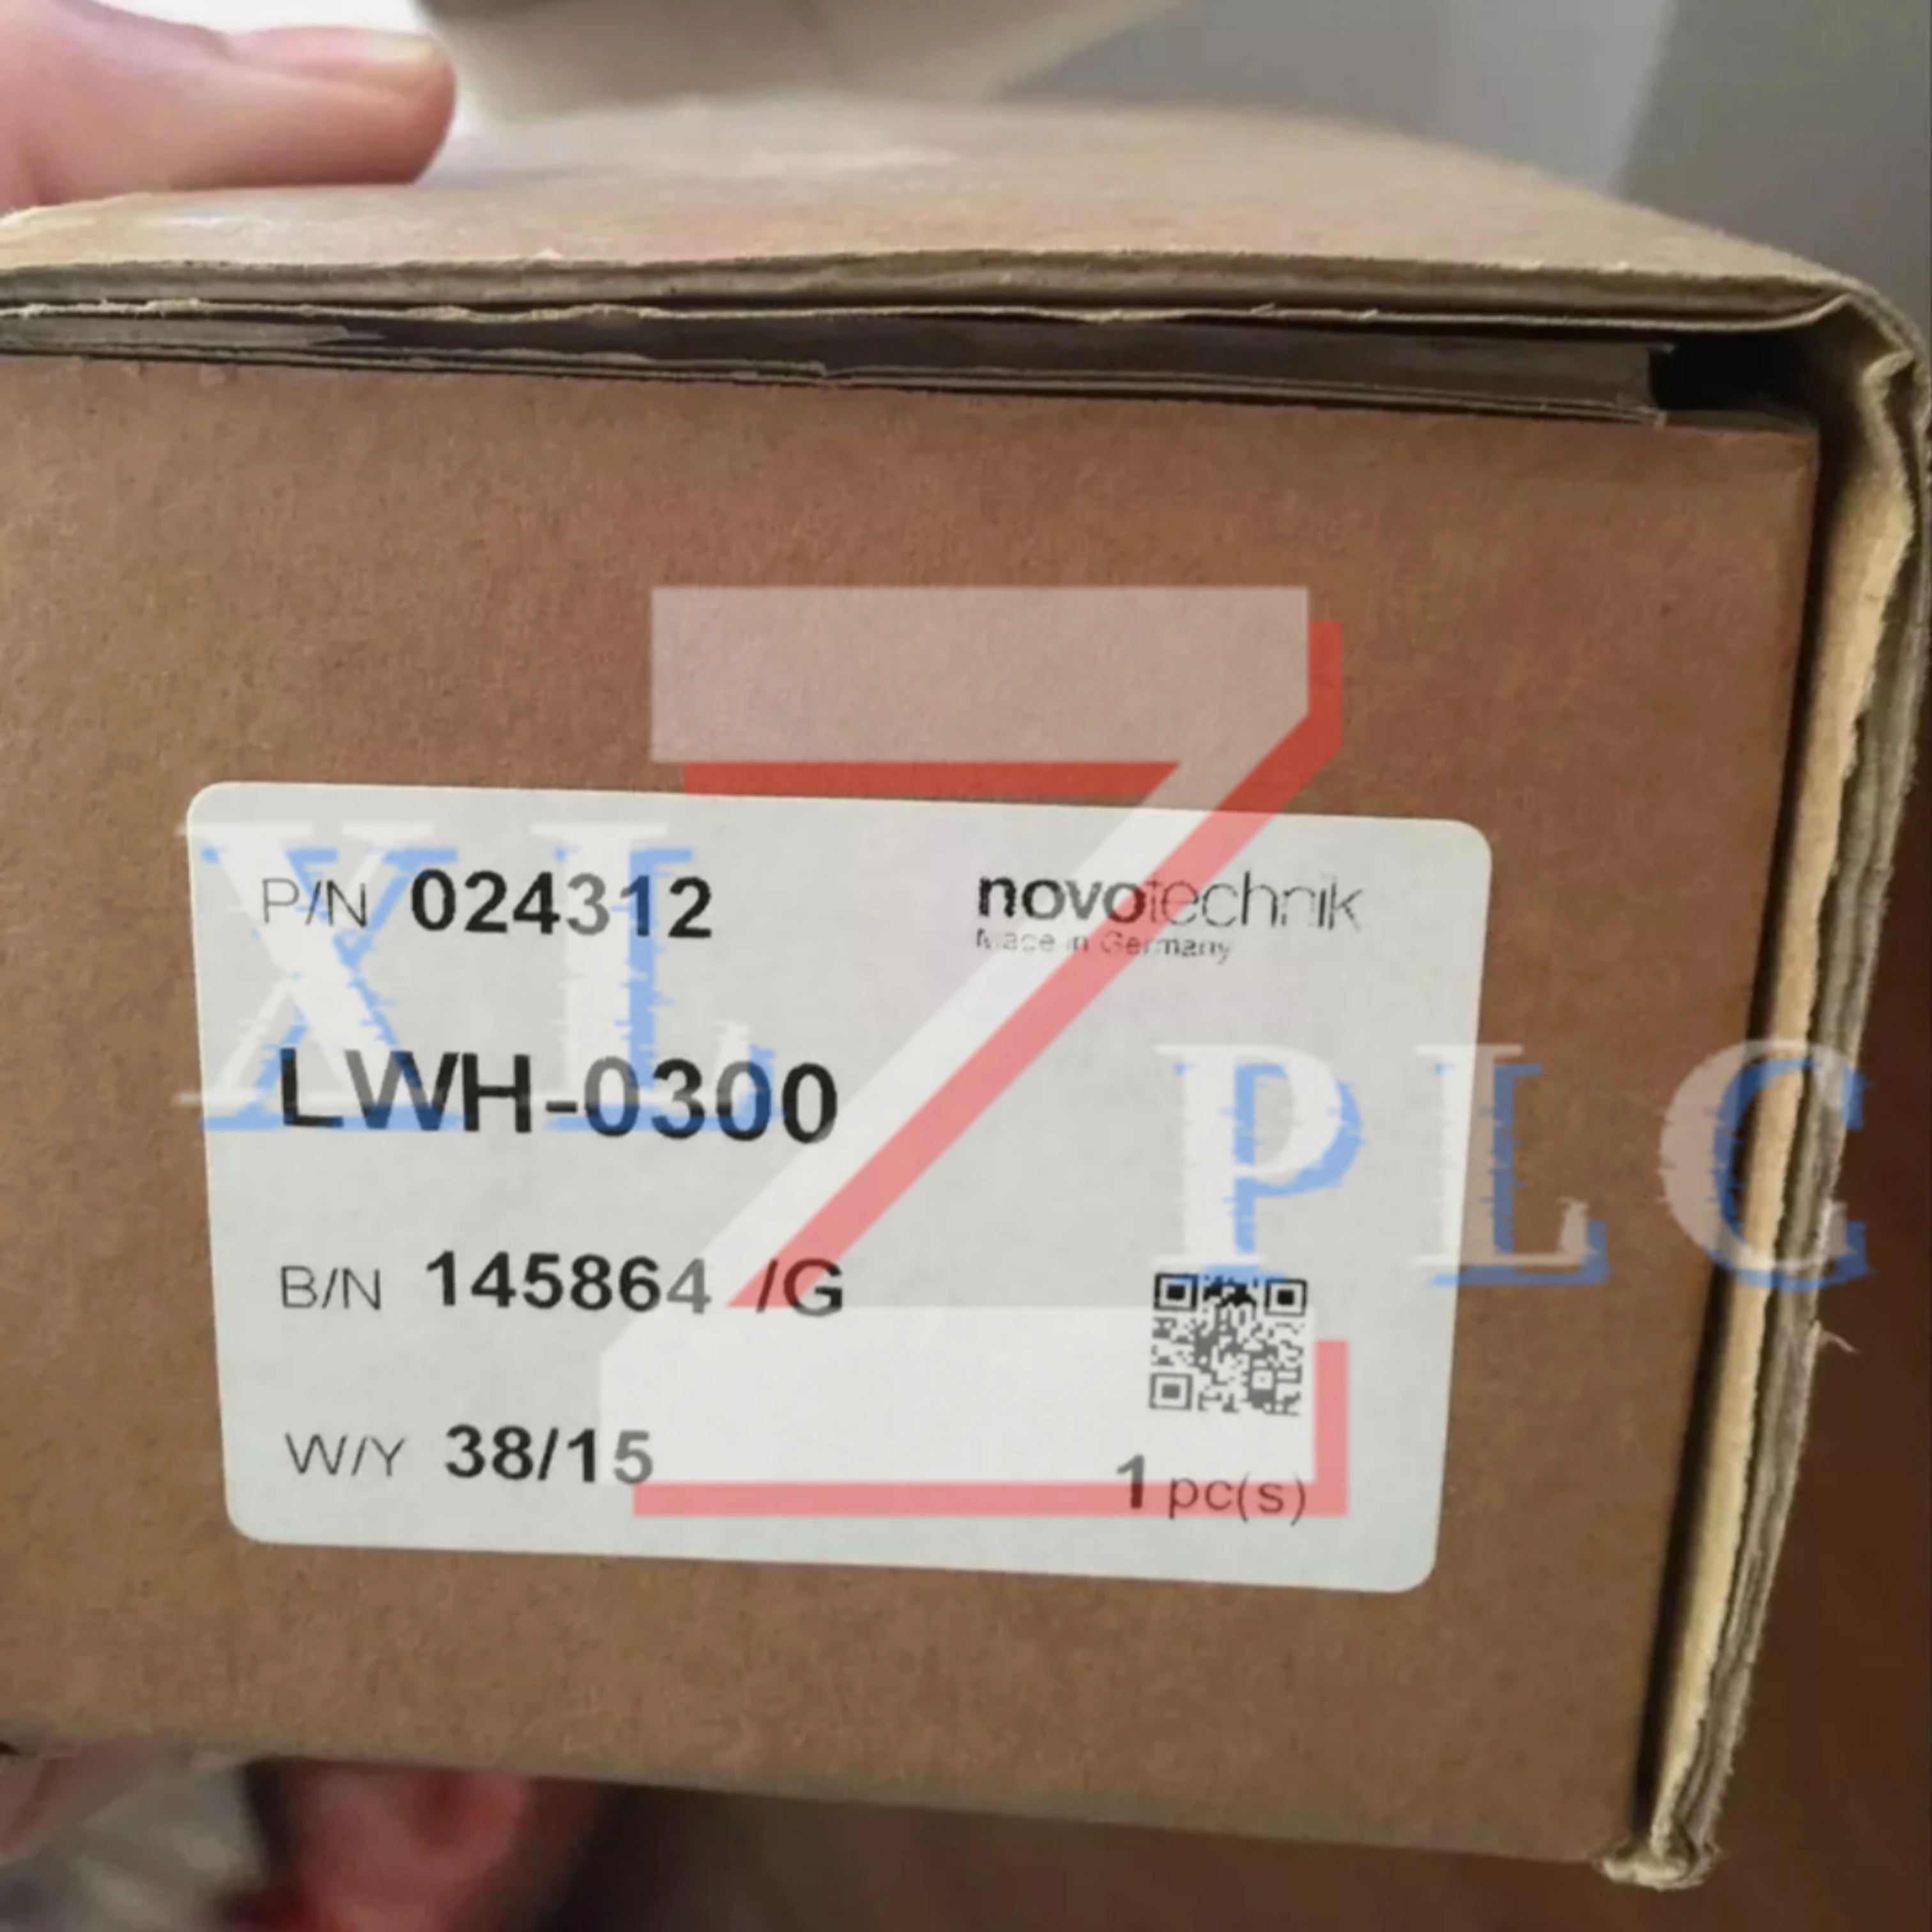 P/N 024312
novotechnik
Made in Germany
LWH-0300
B/N 145864 /G
W/Y 38/15
1 pc(s)
XL Z PLC